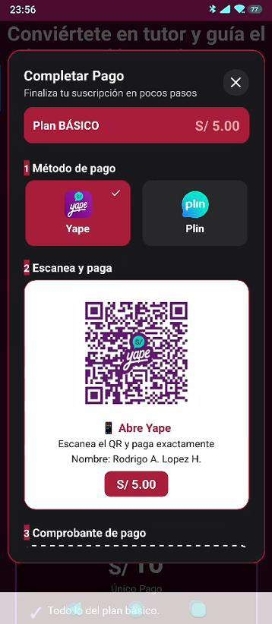 23:56
77
Conviértete en tutor y guía el
Completar Pago
Finaliza tu suscripción en pocos pasos
Plan BÁSICO
S/ 5.00
1 Método de pago
Yape
Yape
plin
Plin
2 Escanea y paga
S/
yape
Abre Yape
Escanea el QR y paga exactamente
Nombre: Rodrigo A. Lopez H.
S/ 5.00
3 Comprobante de pago
S/ 10
Único Pago
Todo lo del plan básico.